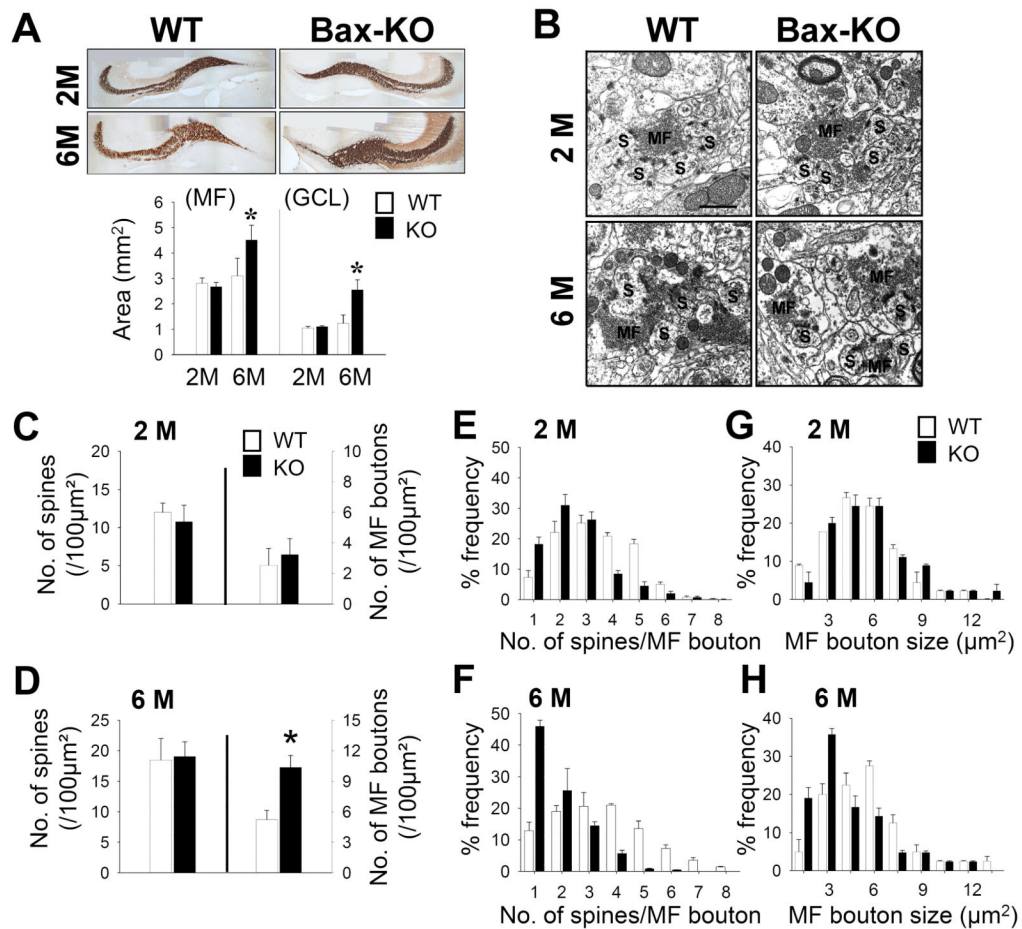 A
WT Bax-KO
2M
6M
(MF) (GCL)
WT
KO
Area (mm²)
6
5
4
3
2
1
0
*
*
2M 6M 2M 6M
B
WT Bax-KO
2 M
6 M
MF S S S S
MF S S S S
S S S S MF
MF MF S S S S MF
C
2 M
WT
KO
No. of spines
(/100µm²)
20
15
10
5
0
10
8
6
4
2
0
No. of MF boutons
(/100µm²)
D
6 M
No. of spines
(/100µm²)
25
20
15
10
5
0
*
15
12
9
6
3
0
No. of MF boutons
(/100µm²)
E
2 M
% frequency
50
40
30
20
10
0
1 2 3 4 5 6 7 8
No. of spines/MF bouton
F
6 M
% frequency
50
40
30
20
10
0
1 2 3 4 5 6 7 8
No. of spines/MF bouton
G
2 M
WT
KO
% frequency
40
30
20
10
0
3 6 9 12
MF bouton size (µm²)
H
6 M
% frequency
40
30
20
10
0
3 6 9 12
MF bouton size (µm²)